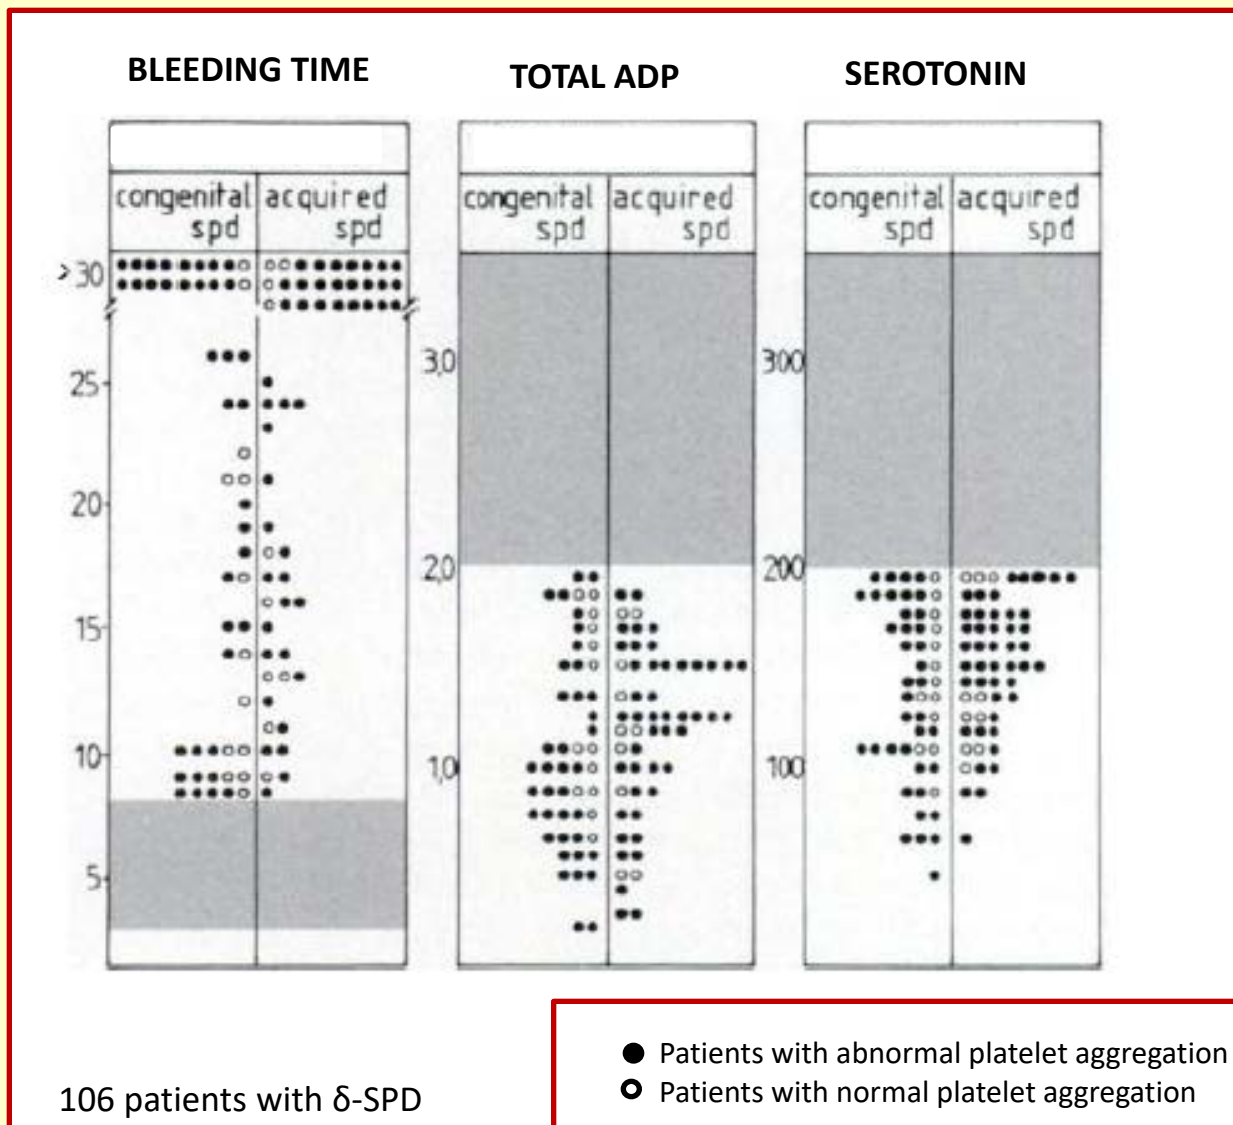 BLEEDING TIME
TOTAL ADP
SEROTONIN
congenital spd
acquired spd
congenital spd
acquired spd
congenital spd
acquired spd
>30
25
20
15
10
5
3,0
2,0
1,0
300
200
100
106 patients with δ-SPD
● Patients with abnormal platelet aggregation
○ Patients with normal platelet aggregation